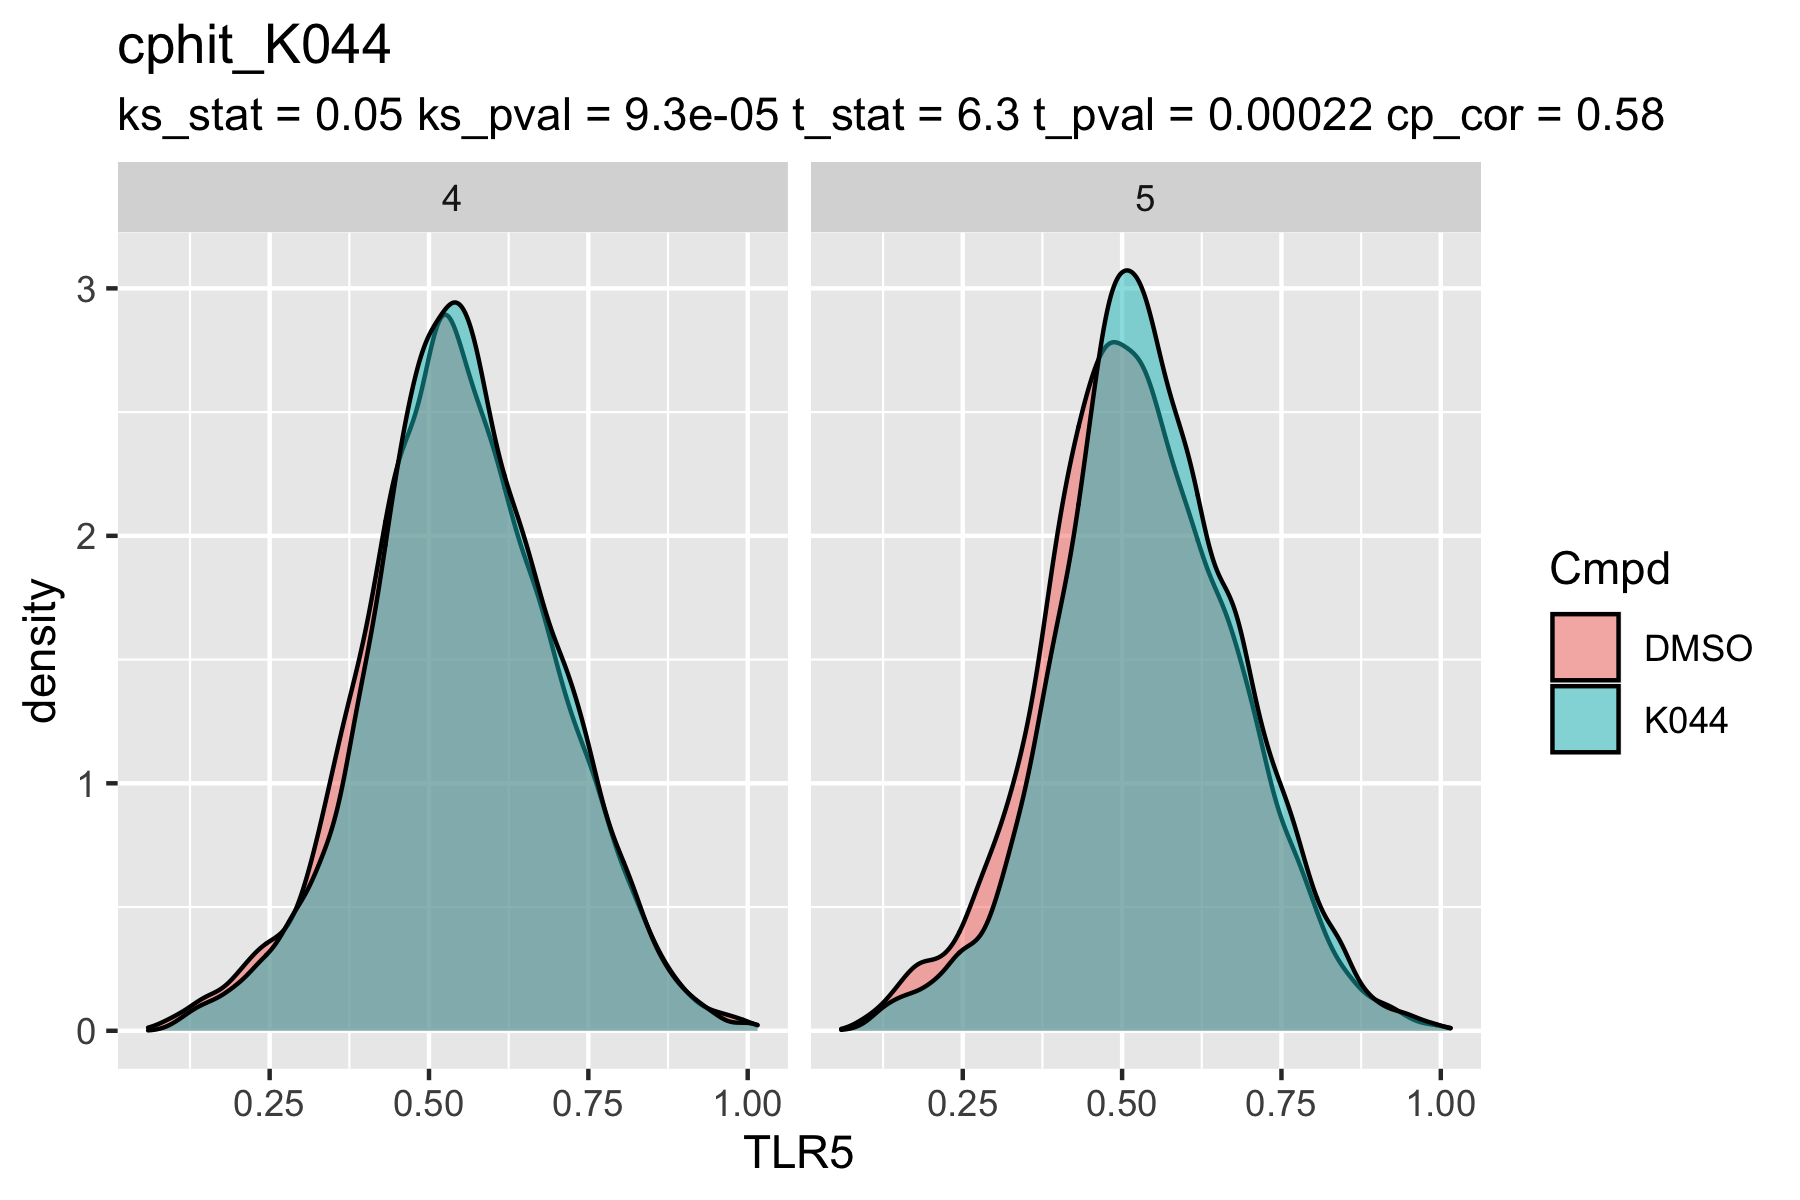 cphit_K044
ks_stat = 0.05 ks_pval = 9.3e-05 t_stat = 6.3 t_pval = 0.00022 cp_cor = 0.58
4
5
3
2
1
0
density
0.25 0.50 0.75 1.00
0.25 0.50 0.75 1.00
TLR5
Cmpd
DMSO
K044